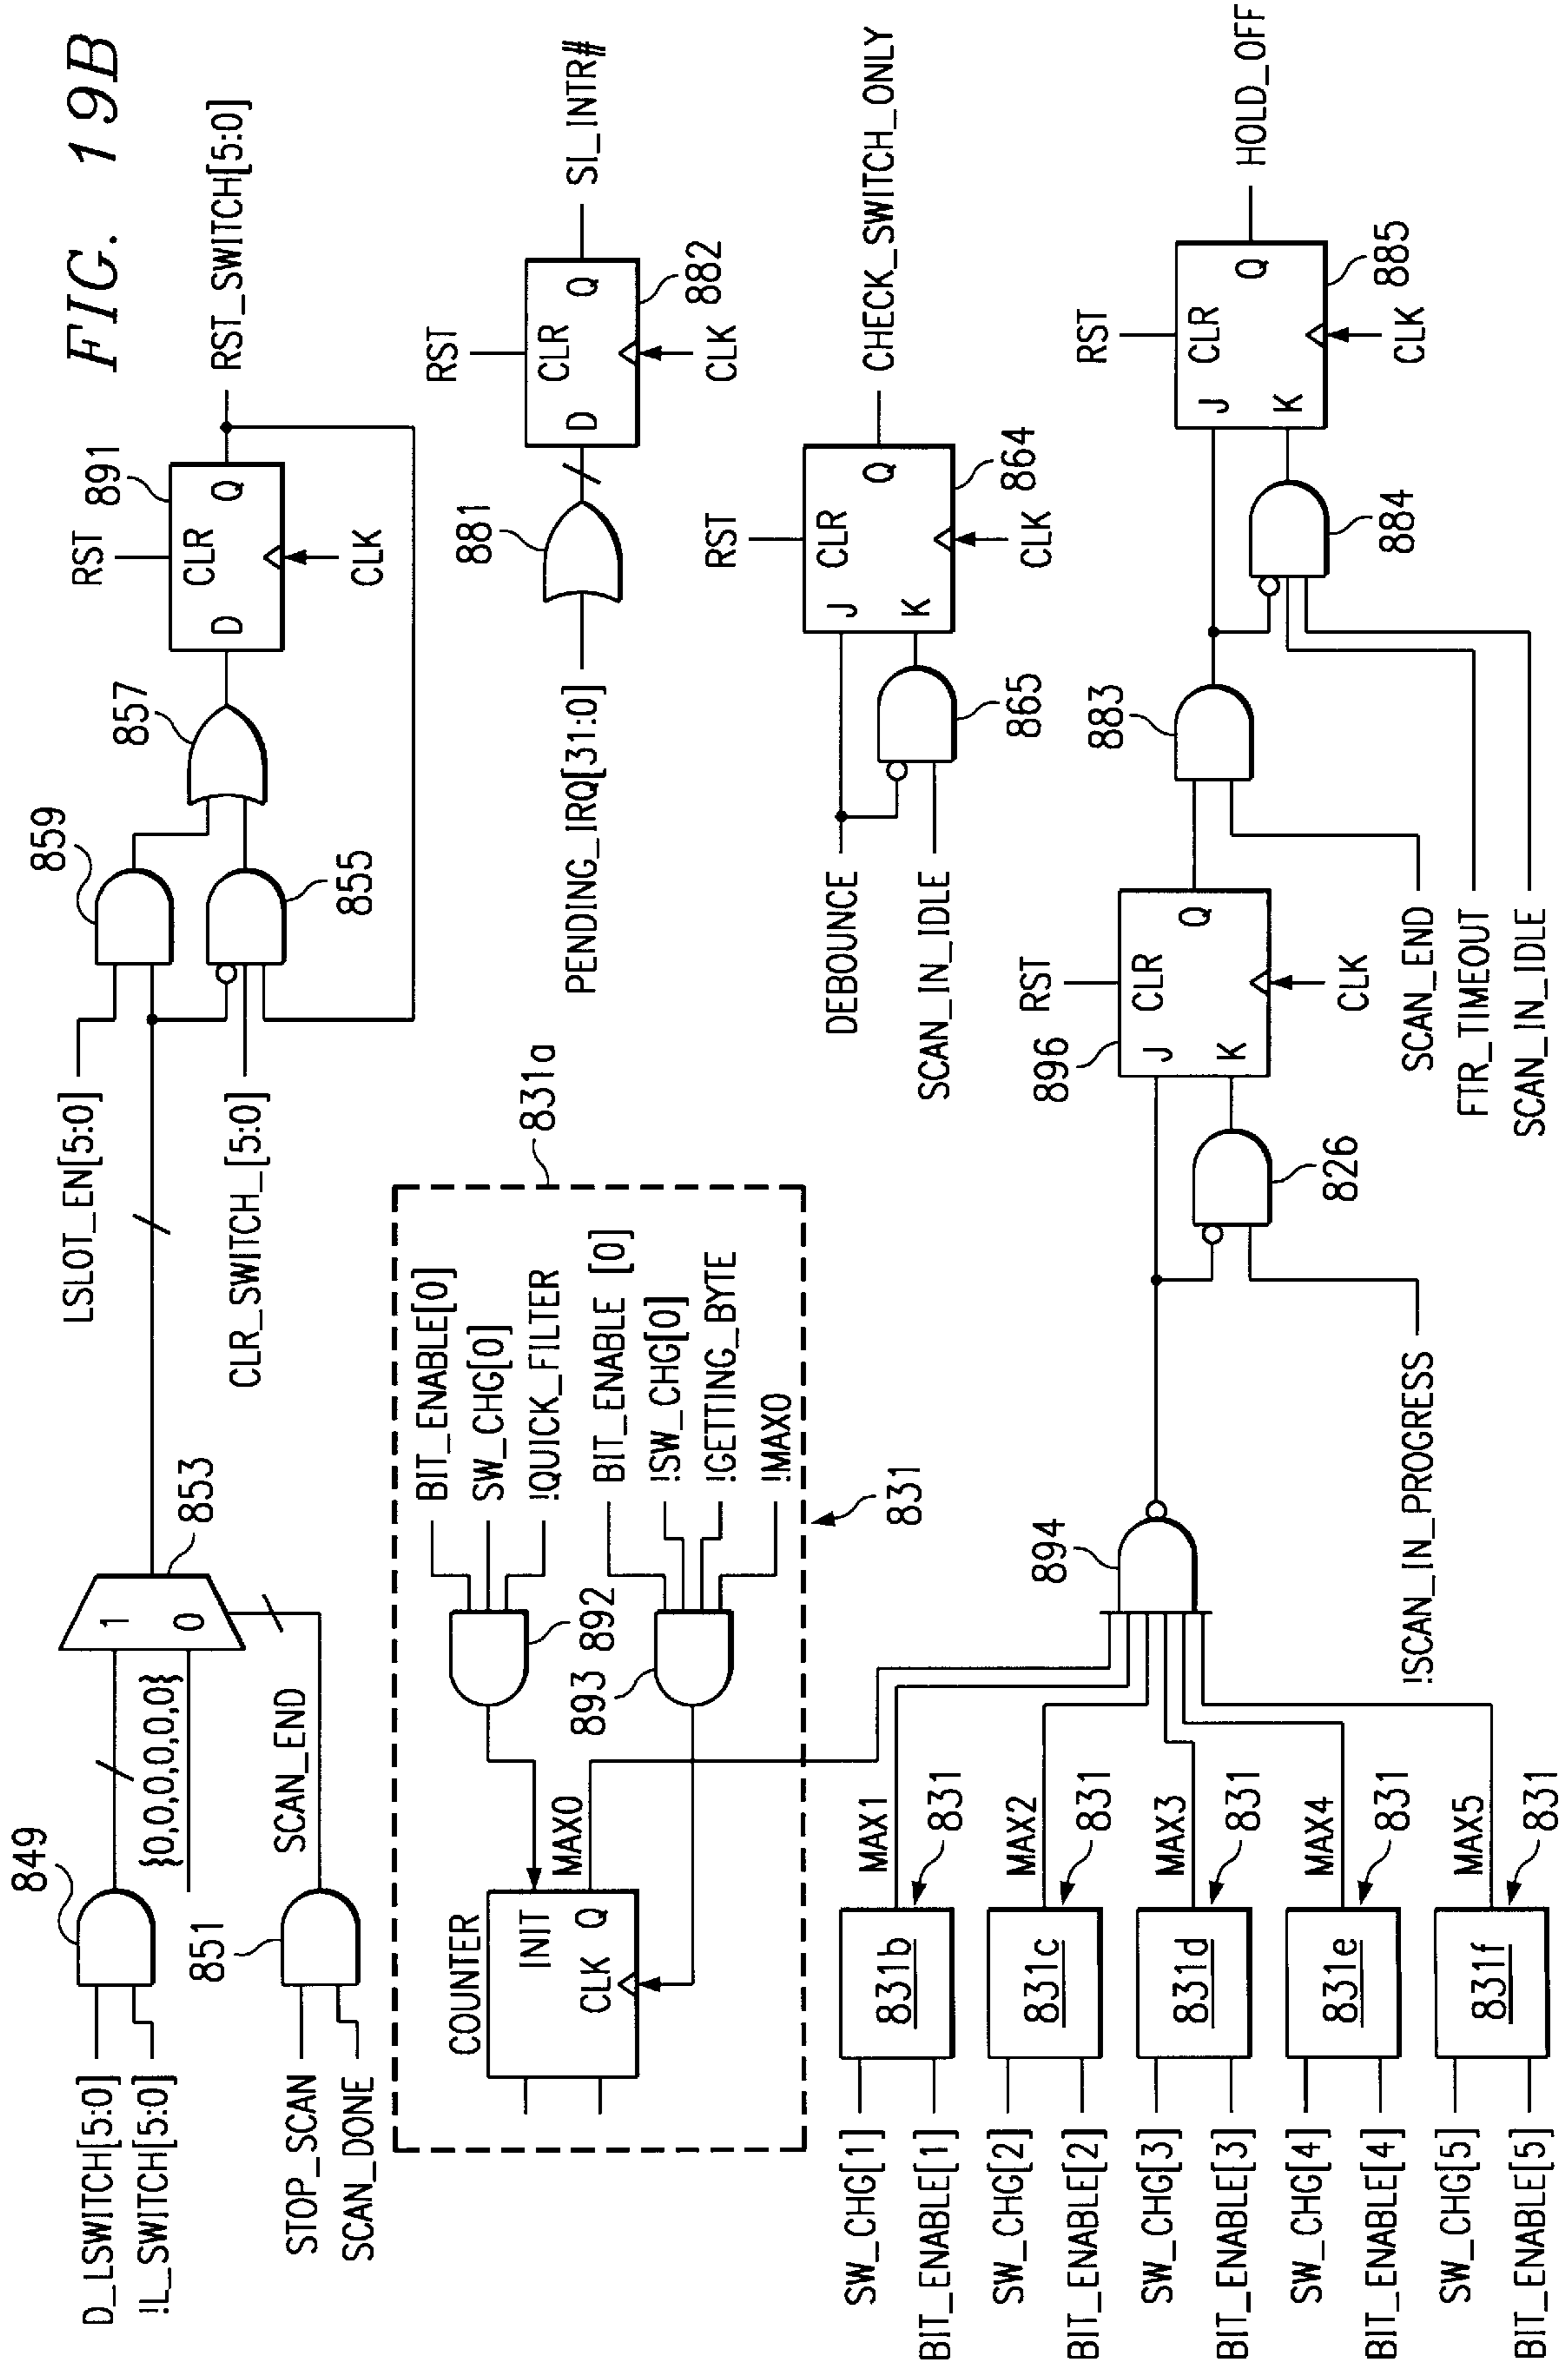 FIG. 19B
849
D_LSWITCH[5:0]
!L_SWITCH[5:0]
{0,0,0,0,0,0}
851
STOP_SCAN
SCAN_DONE
SCAN_END
1
0
853
LSLOT_EN[5:0]
CLR_SWITCH_[5:0]
859
855
857
RST
891
D
CLR
Q
CLK
RST_SWITCH[5:0]
831a
COUNTER
INIT
Q
CLK
MAX0
892
893
BIT_ENABLE[0]
SW_CHG[0]
!QUICK_FILTER
BIT_ENABLE [0]
!SW_CHG[0]
!GETTING_BYTE
!MAX0
831
PENDING_IRQ[31:0]
881
RST
D
CLR
Q
882
CLK
SI_INTR#
DEBOUNCE
SCAN_IN_IDLE
865
RST
J
CLR
Q
K
864
CLK
CHECK_SWITCH_ONLY
SW_CHG[1]
BIT_ENABLE[1]
831b
MAX1
831
SW_CHG[2]
BIT_ENABLE[2]
831c
MAX2
831
SW_CHG[3]
BIT_ENABLE[3]
831d
MAX3
831
SW_CHG[4]
BIT_ENABLE[4]
831e
MAX4
831
SW_CHG[5]
BIT_ENABLE[5]
831f
MAX5
831
894
!SCAN_IN_PROGRESS
826
896
RST
J
CLR
Q
K
CLK
883
SCAN_END
FTR_TIMEOUT
SCAN_IN_IDLE
884
RST
J
CLR
Q
K
885
CLK
HOLD_OFF